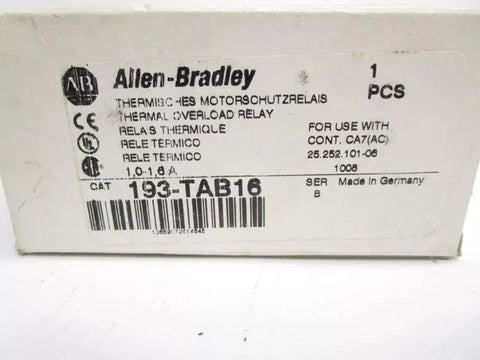 AB Allen-Bradley 1 PCS
THERMISCHES MOTORSCHUTZRELAIS
THERMAL OVERLOAD RELAY
RELAIS THERMIQUE FOR USE WITH
RELE TERMICO CONT. CA7(AC)
RELE TERMICO 25.252.101-06
1,0-1,6 A 1008
CAT 193-TAB16 SER B Made in Germany
CE
UL